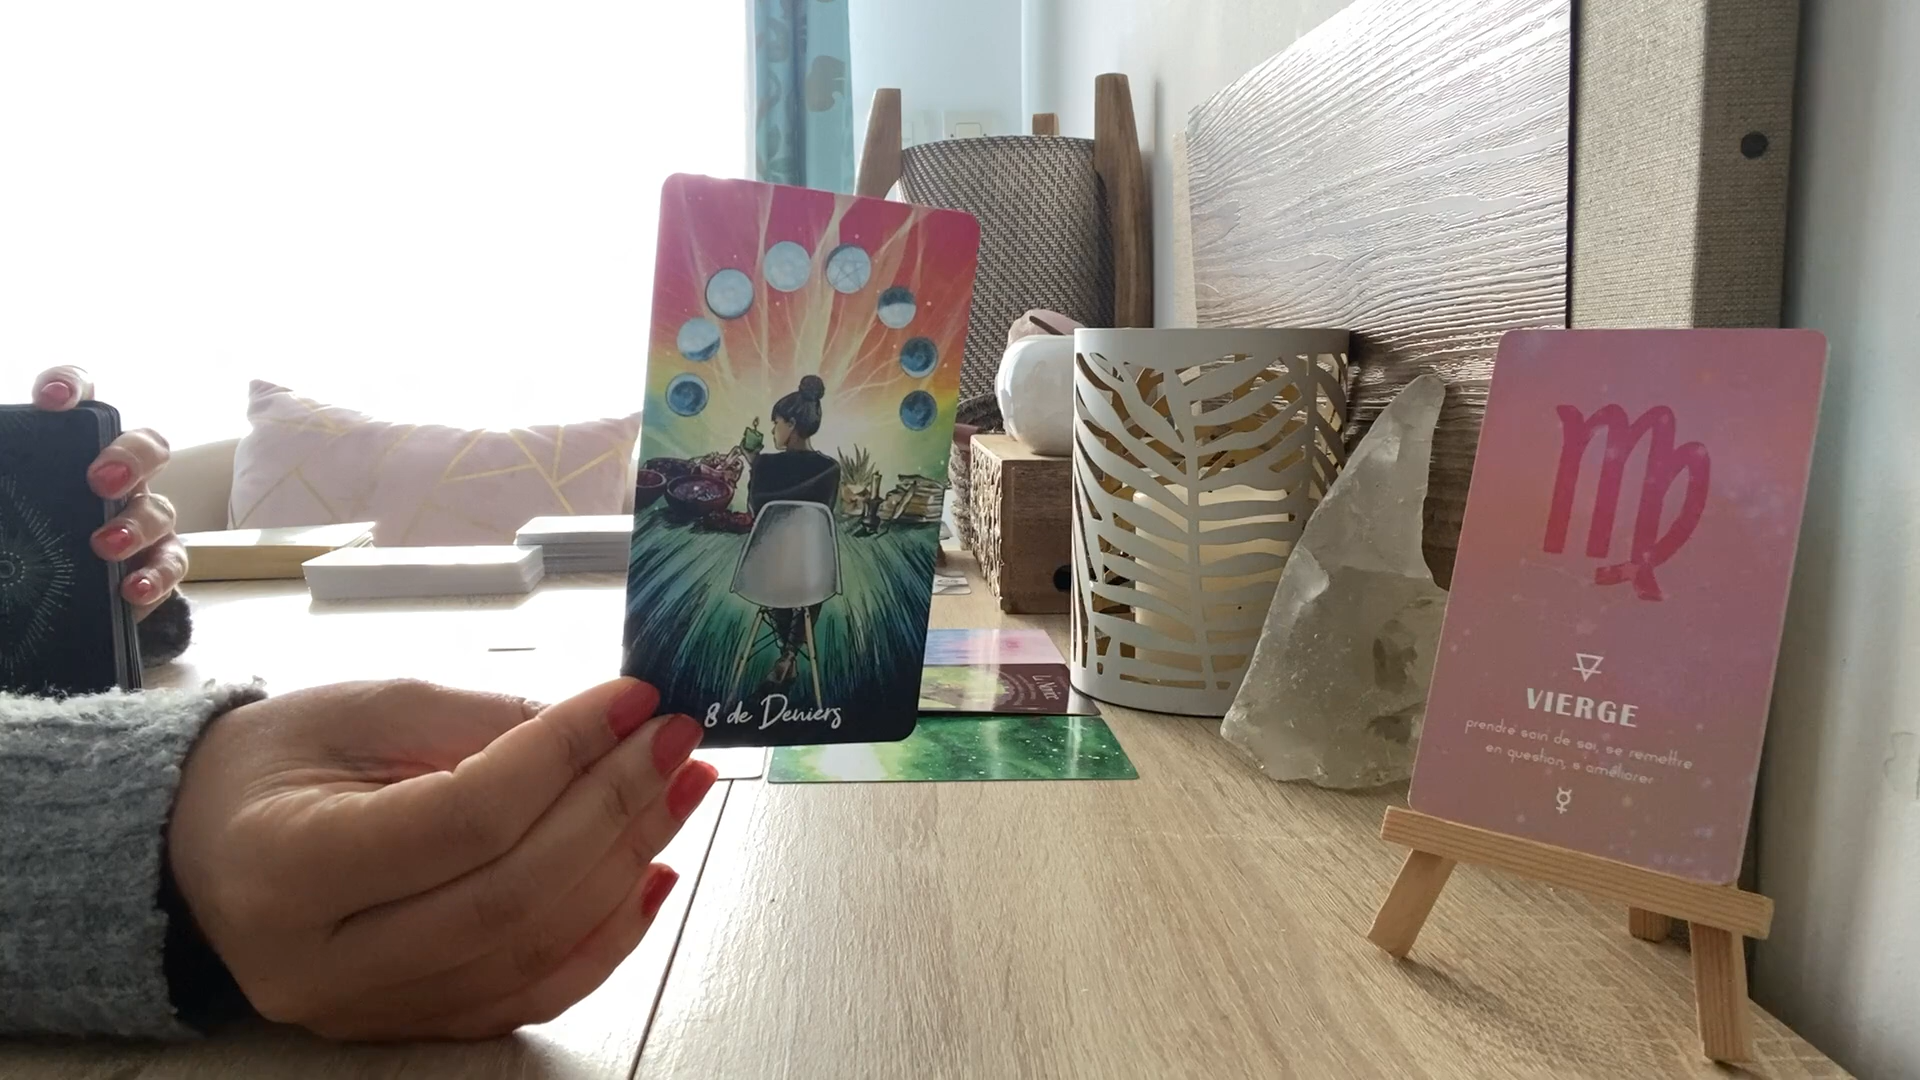 8 de Deniers
VIERGE
prendre soin de soi, se remettre
en question, s améliorer